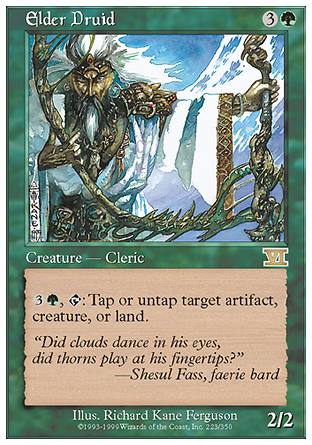 Elder Druid 3
Creature — Cleric VI
3, : Tap or untap target artifact,
creature, or land.
“Did clouds dance in his eyes,
did thorns play at his fingertips?”
—Shesul Fass, faerie bard
Illus. Richard Kane Ferguson
©1993-1999 Wizards of the Coast, Inc. 223/350
2/2